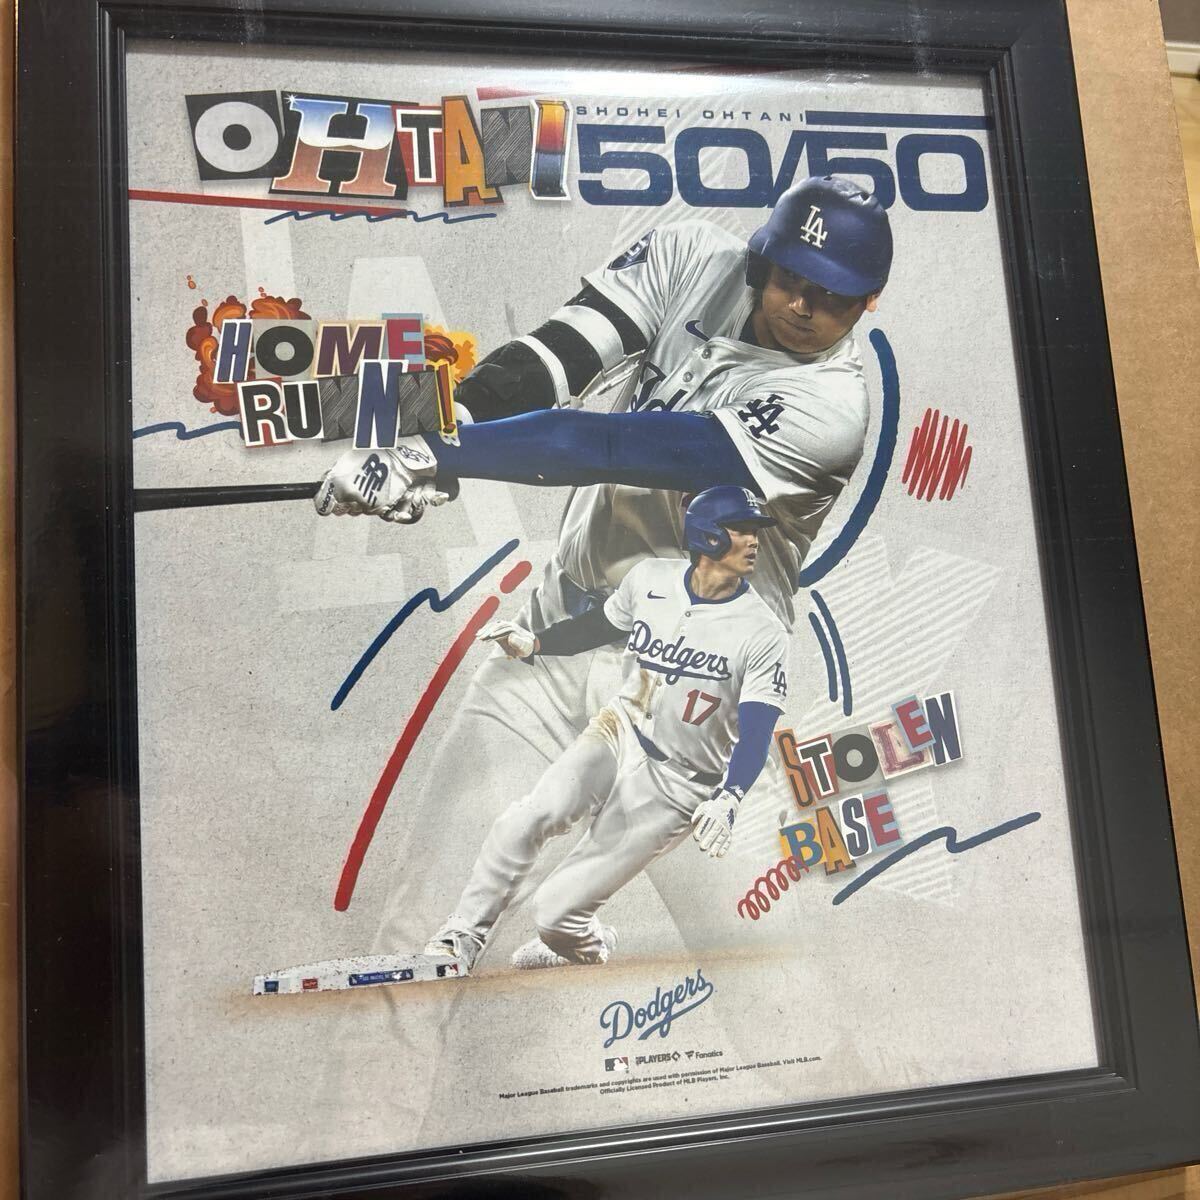 OHTANI
SHOHEI OHTANI
50/50
LA
HOME
RUNNN!
LA
Dodgers
17
LA
STOLEN
BASE
Dodgers
PLAYERS Fanatics
Major League Baseball trademarks and copyrights are used with permission of Major League Baseball. Visit MLB.com.
Officially Licensed Product of MLB Players, Inc.